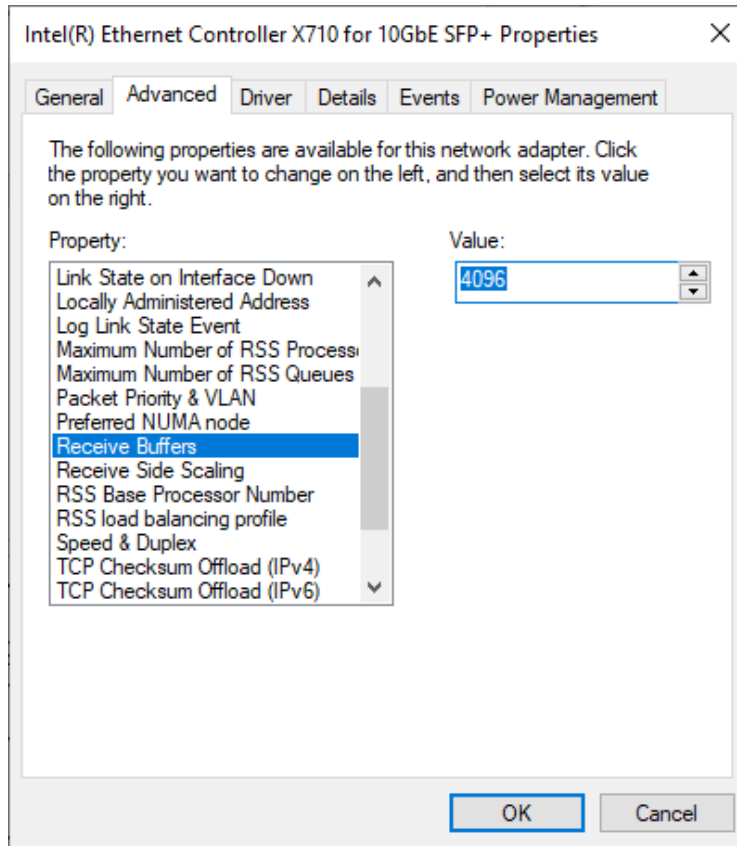 Intel(R) Ethernet Controller X710 for 10GbE SFP+ Properties
General Advanced Driver Details Events Power Management
The following properties are available for this network adapter. Click
the property you want to change on the left, and then select its value
on the right.
Property:
Value:
Link State on Interface Down
Locally Administered Address
Log Link State Event
Maximum Number of RSS Process
Maximum Number of RSS Queues
Packet Priority & VLAN
Preferred NUMA node
Receive Buffers
Receive Side Scaling
RSS Base Processor Number
RSS load balancing profile
Speed & Duplex
TCP Checksum Offload (IPv4)
TCP Checksum Offload (IPv6)
4096
OK Cancel